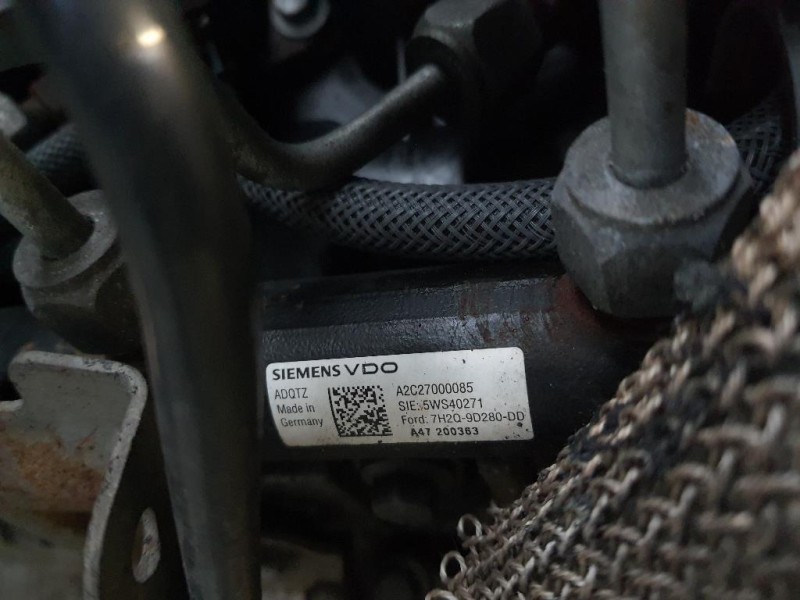 SIEMENS VDO
ADQTZ
Made in
Germany
A2C27000085
SIE: 5WS40271
Ford: 7H2Q-9D280-DD
A47 200363